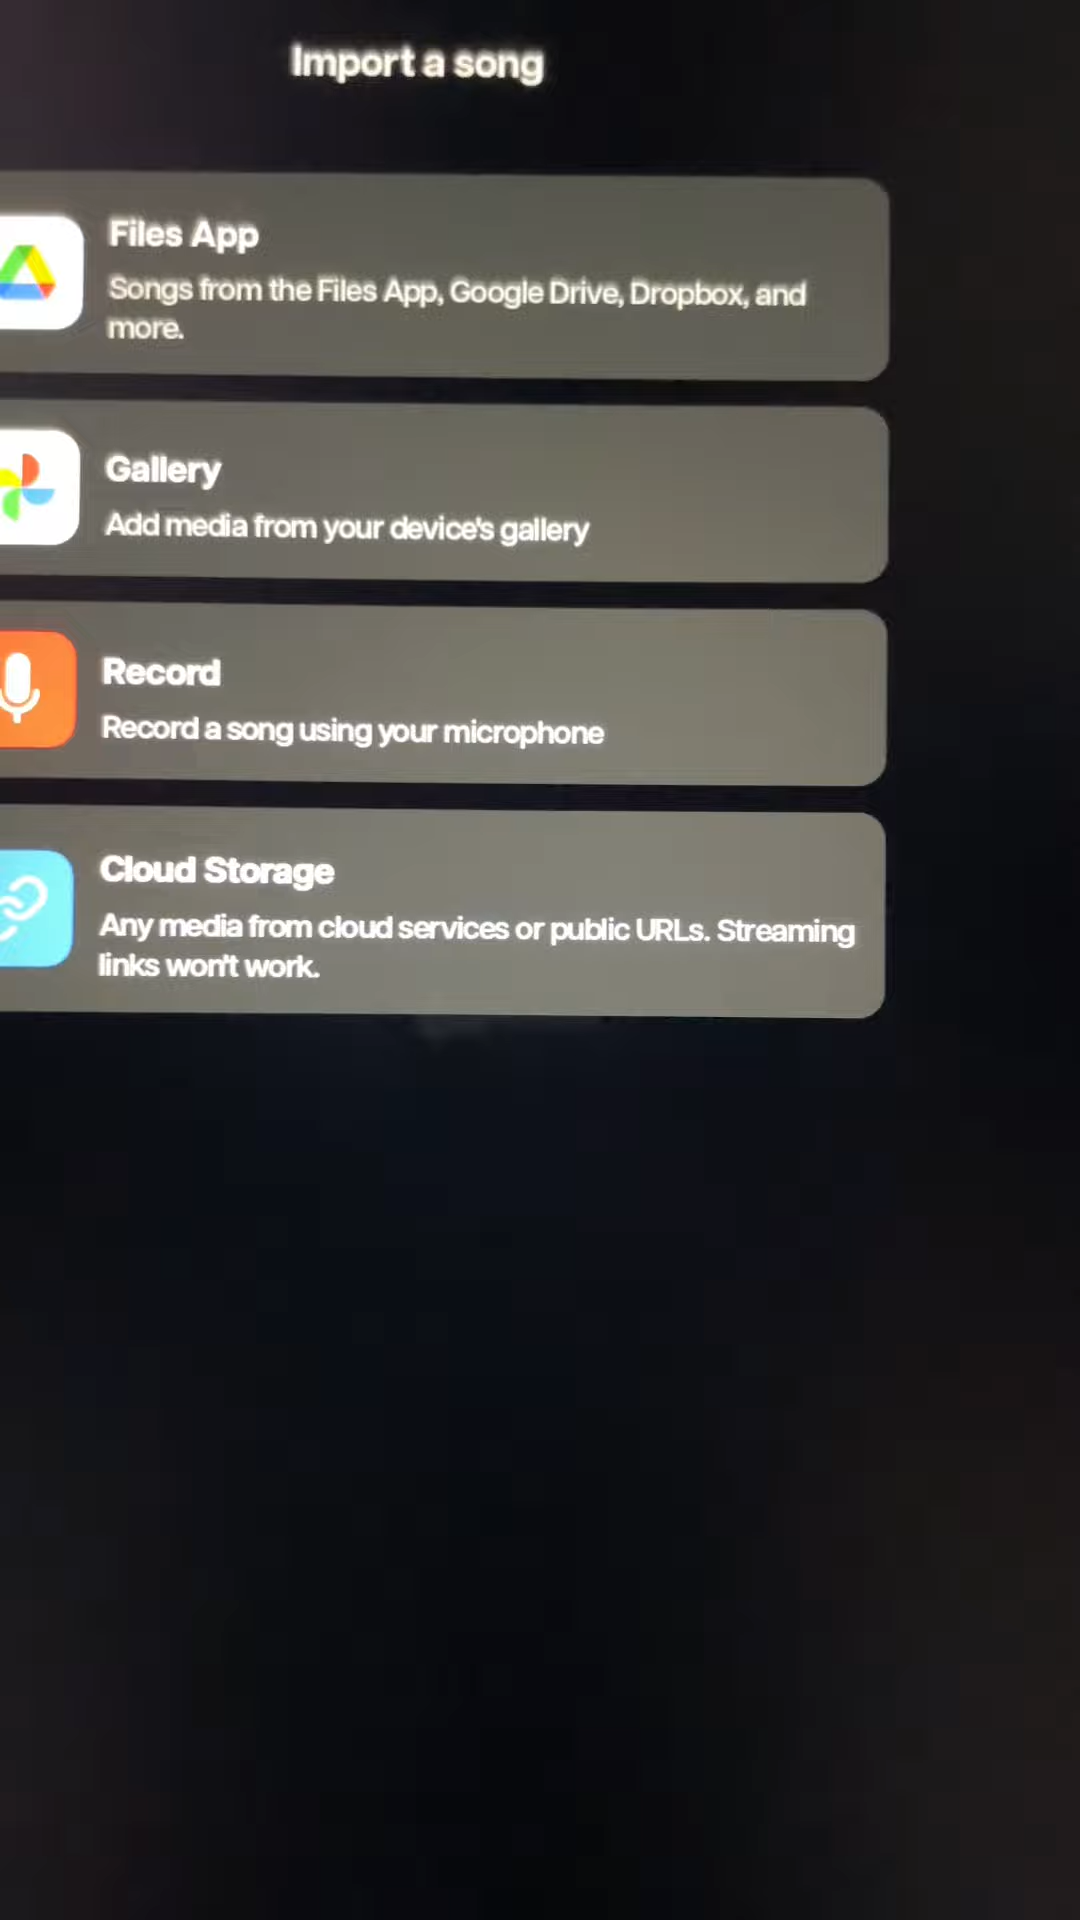 Import a song
Files App
Songs from the Files App, Google Drive, Dropbox, and
more.
Gallery
Add media from your device's gallery
Record
Record a song using your microphone
Cloud Storage
Any media from cloud services or public URLs. Streaming
links won't work.